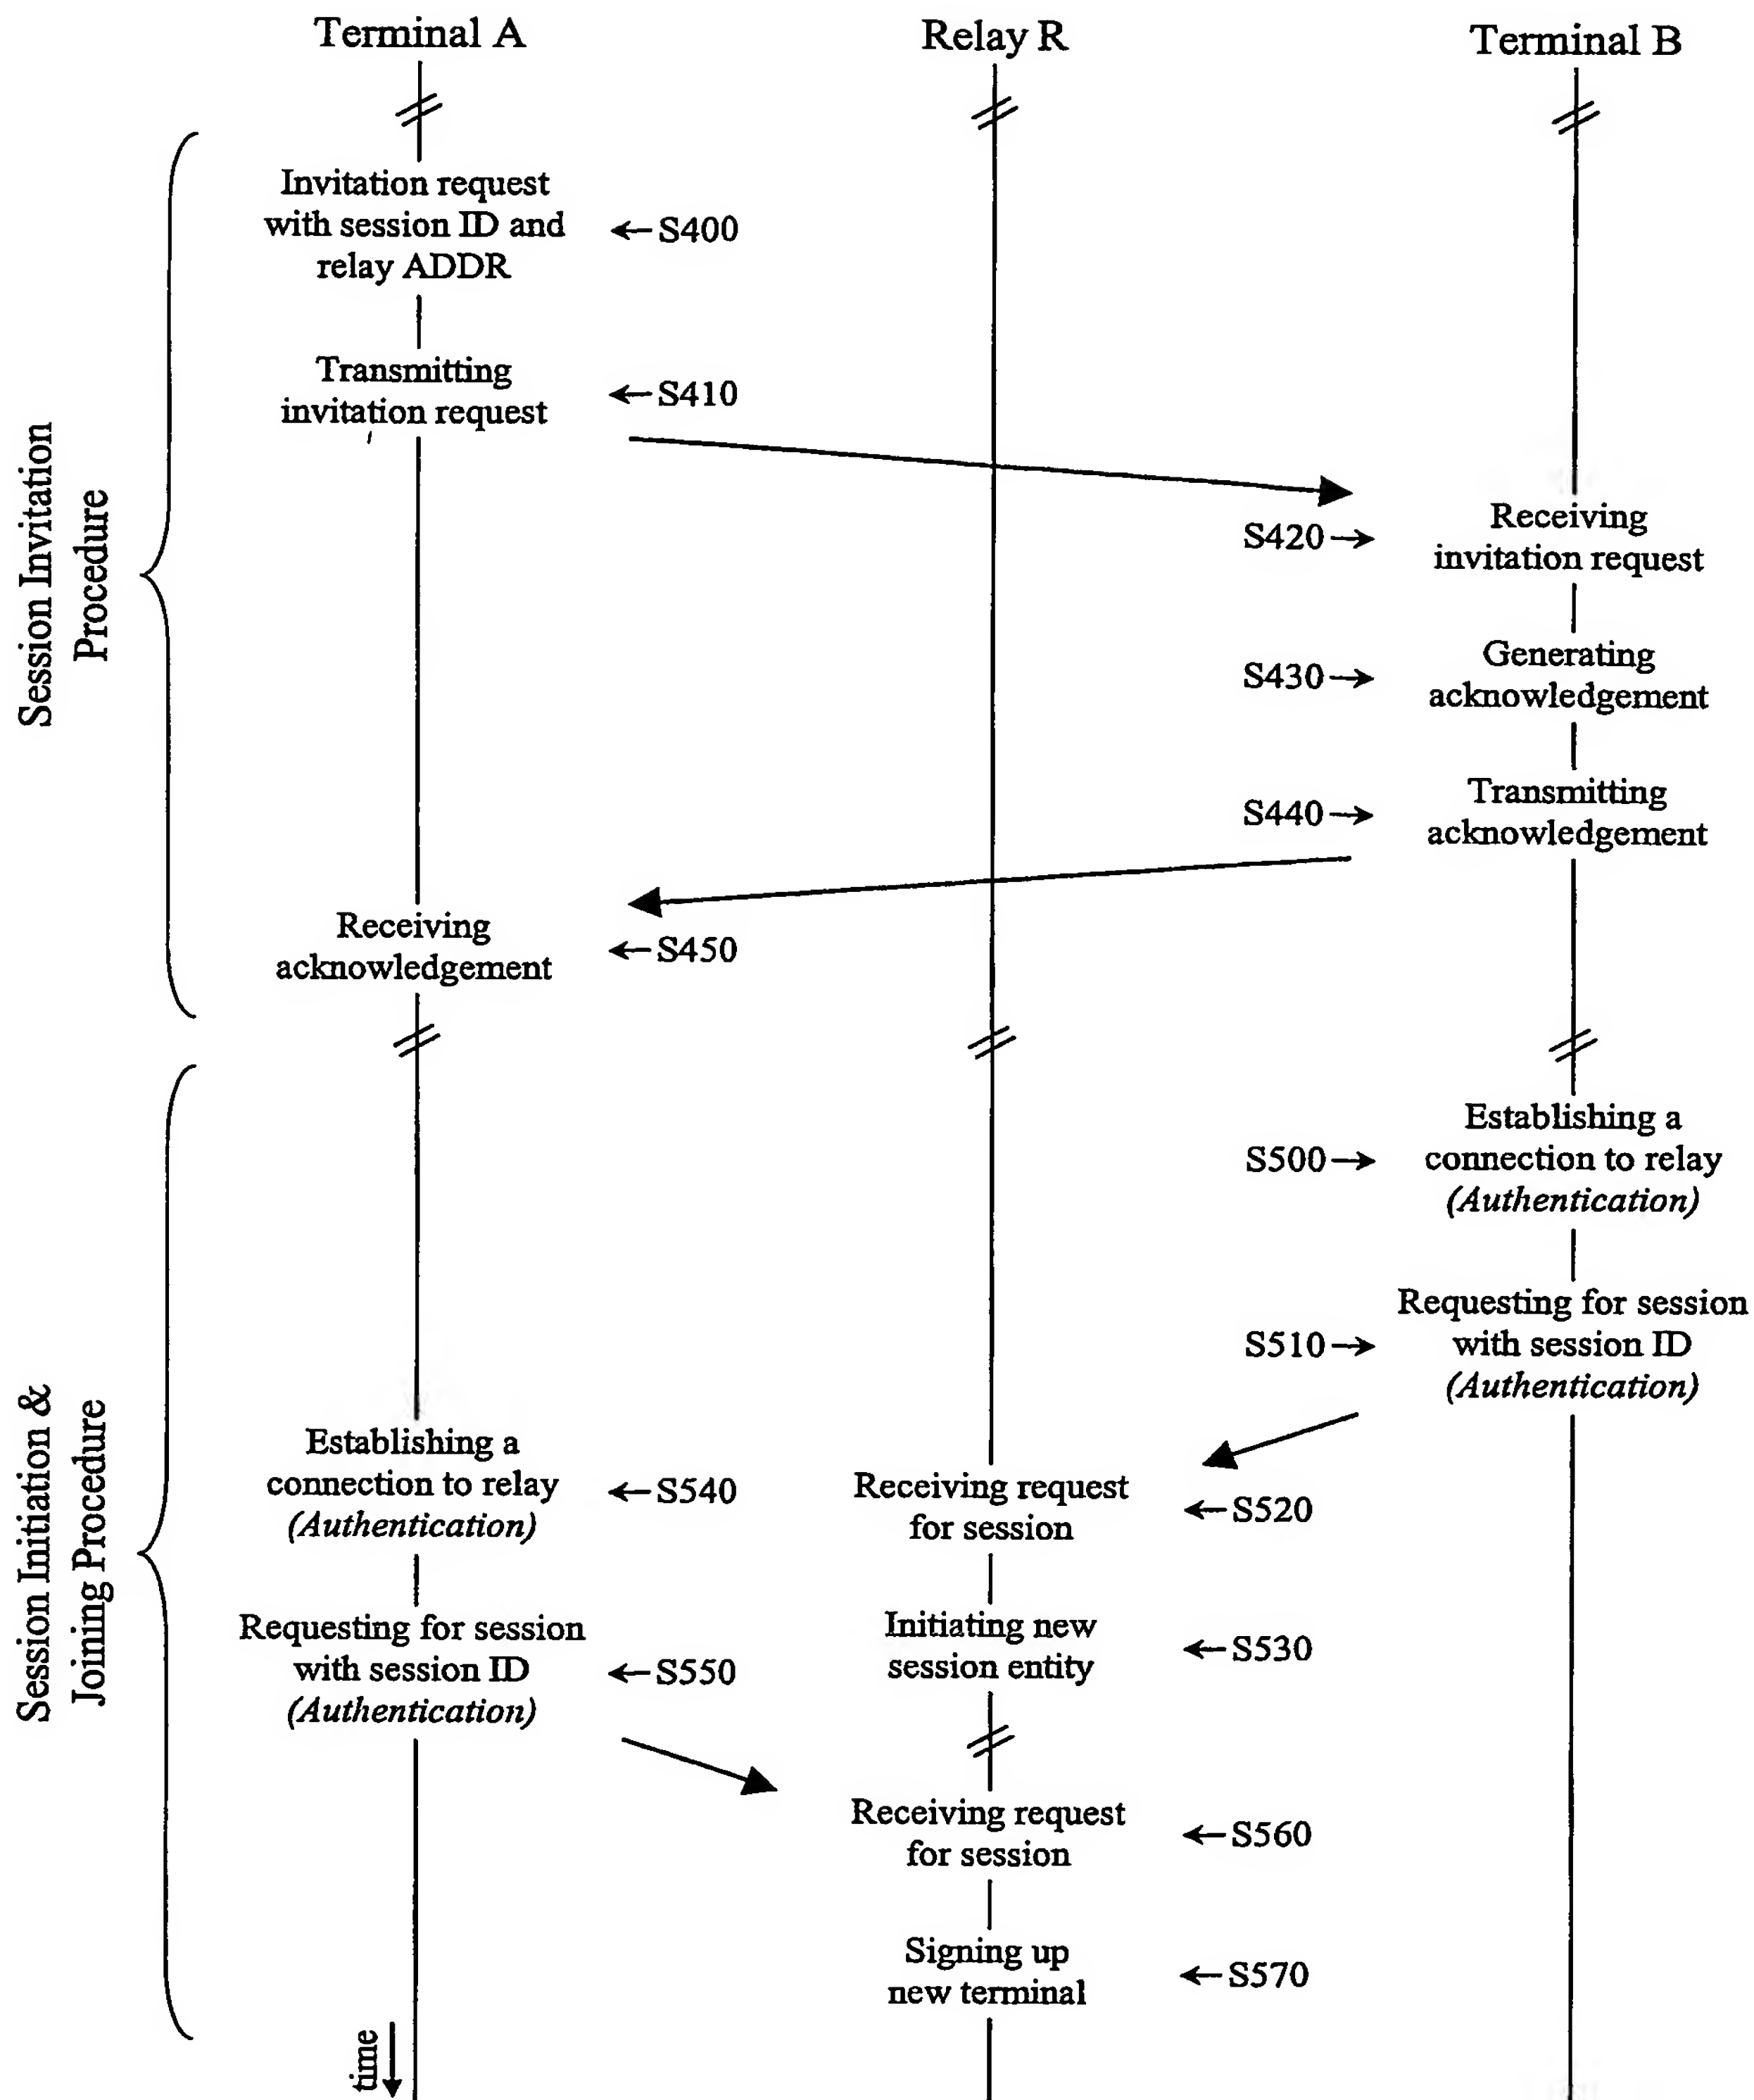 Terminal A
Relay R
Terminal B
Session Invitation
Procedure
Invitation request
with session ID and
relay ADDR
←S400
Transmitting
invitation request
←S410
S420→
Receiving
invitation request
S430→
Generating
acknowledgement
S440→
Transmitting
acknowledgement
Receiving
acknowledgement
←S450
Session Initiation &
Joining Procedure
S500→
Establishing a
connection to relay
(Authentication)
S510→
Requesting for session
with session ID
(Authentication)
Establishing a
connection to relay
(Authentication)
←S540
Receiving request
for session
←S520
Requesting for session
with session ID
(Authentication)
←S550
Initiating new
session entity
←S530
Receiving request
for session
←S560
Signing up
new terminal
←S570
time